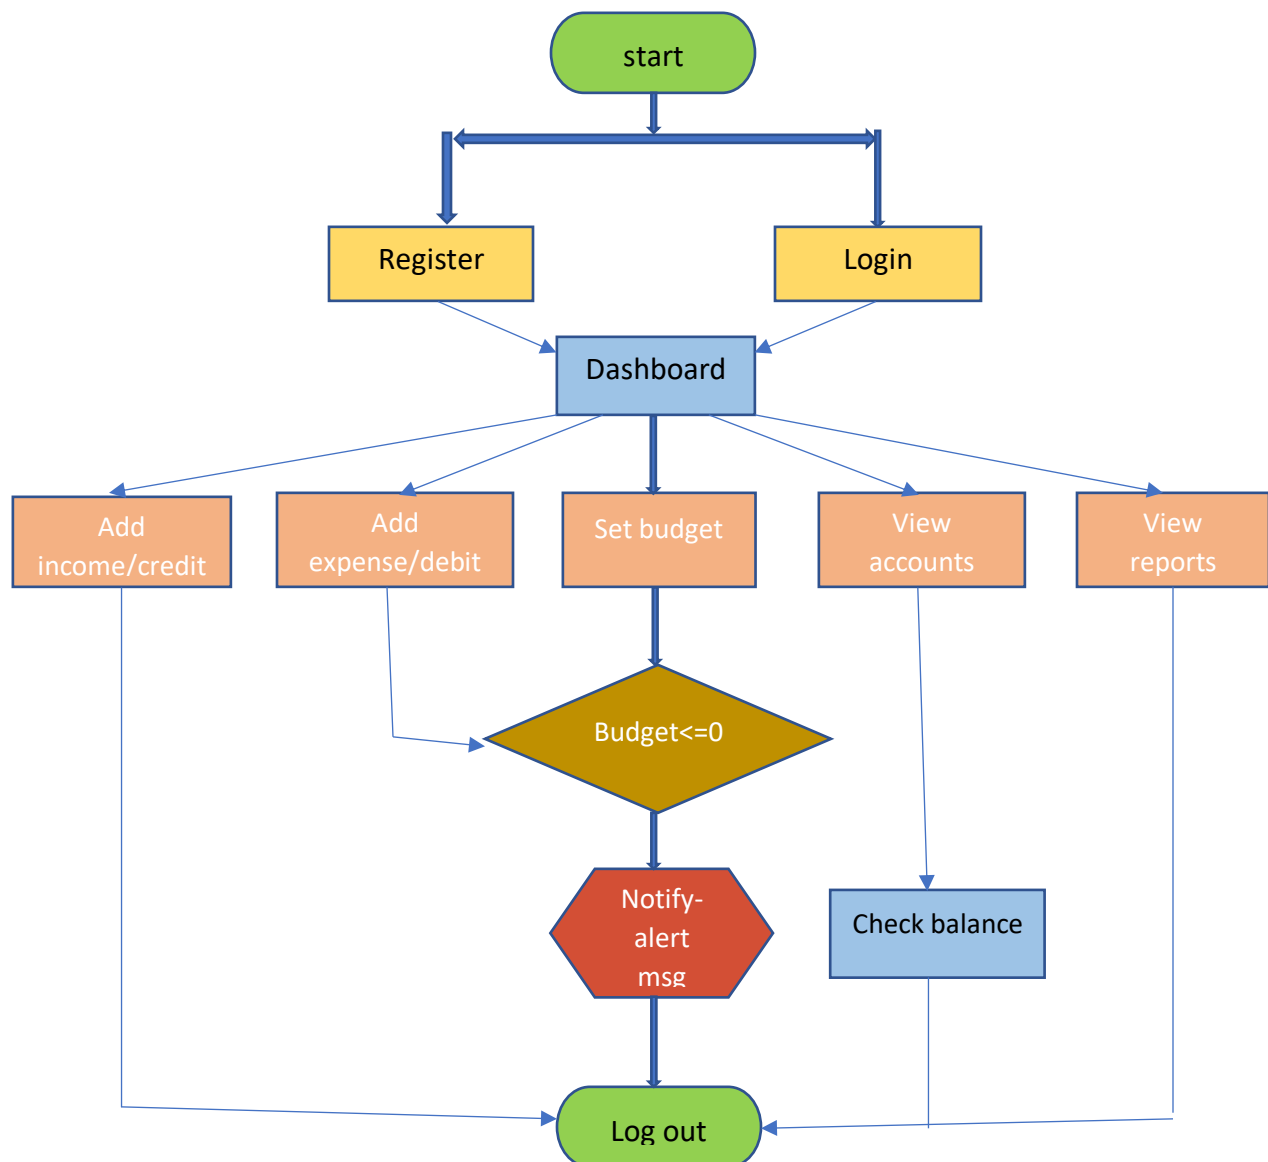 start
Register
Login
Dashboard
Add
income/credit
Add
expense/debit
Set budget
View
accounts
View
reports
Budget<=0
Notify-
alert
msg
Check balance
Log out